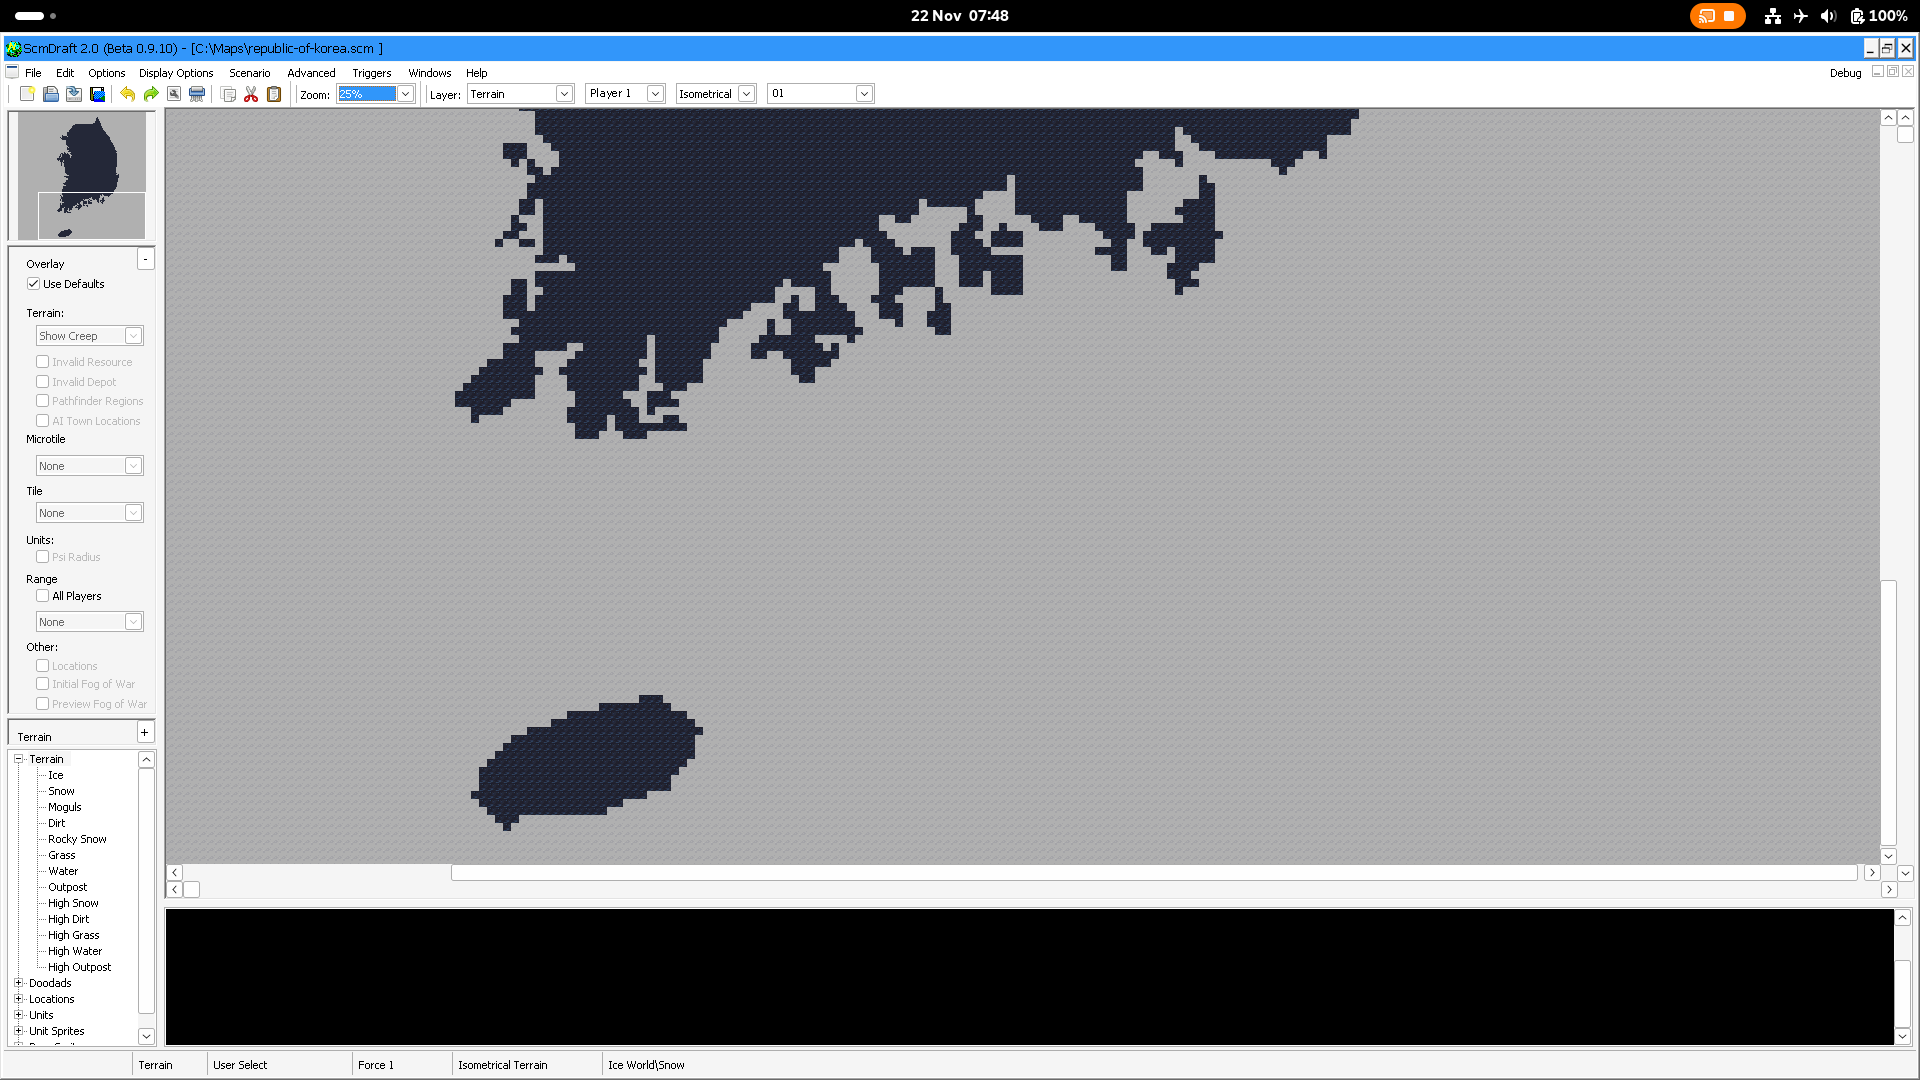 22 Nov 07:48
100%
ScmDraft 2.0 (Beta 0.9.10) - [C:\Maps\republic-of-korea.scm ]
File Edit Options Display Options Scenario Advanced Triggers Windows Help Debug
Zoom: 25% Layer: Terrain Player 1 Isometrical 01
Overlay -
Use Defaults
Terrain:
Show Creep
Invalid Resource
Invalid Depot
Pathfinder Regions
AI Town Locations
Microtile
None
Tile
None
Units:
Psi Radius
Range
All Players
None
Other:
Locations
Initial Fog of War
Preview Fog of War
Terrain +
Terrain
Ice
Snow
Moguls
Dirt
Rocky Snow
Grass
Water
Outpost
High Snow
High Dirt
High Grass
High Water
High Outpost
Doodads
Locations
Units
Unit Sprites
Terrain User Select Force 1 Isometrical Terrain Ice World\Snow